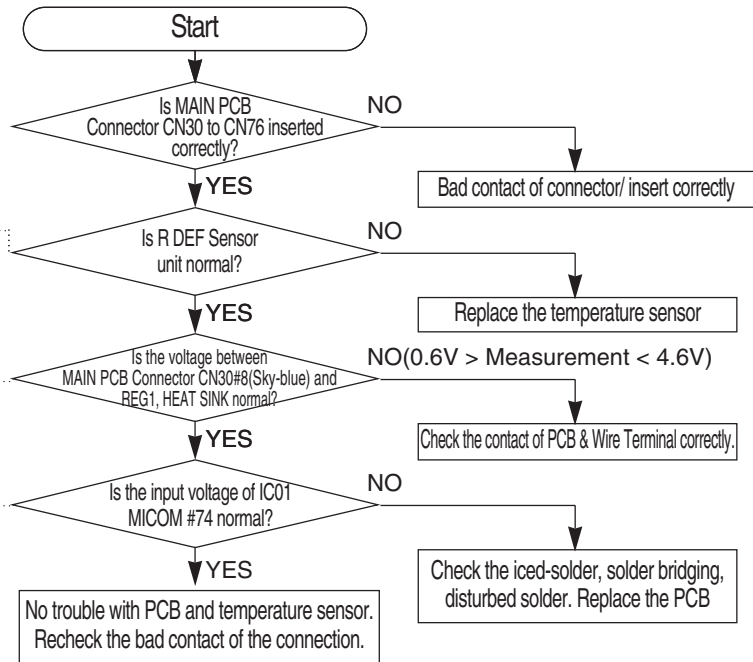 Start
Is MAIN PCB
Connector CN30 to CN76 inserted
correctly?
NO
Bad contact of connector/ insert correctly
YES
Is R DEF Sensor
unit normal?
NO
Replace the temperature sensor
YES
Is the voltage between
MAIN PCB Connector CN30#8(Sky-blue) and
REG1, HEAT SINK normal?
NO(0.6V > Measurement < 4.6V)
Check the contact of PCB & Wire Terminal correctly.
YES
Is the input voltage of IC01
MICOM #74 normal?
NO
Check the iced-solder, solder bridging,
disturbed solder. Replace the PCB
YES
No trouble with PCB and temperature sensor.
Recheck the bad contact of the connection.